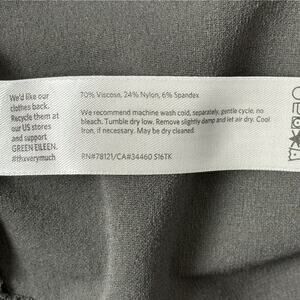 We'd like our
clothes back.
Recycle them at
our US stores
and support
GREEN EILEEN.
#thxverymuch
70% Viscose, 24% Nylon, 6% Spandex
We recommend machine wash cold, separately, gentle cycle, no
bleach. Tumble dry low. Remove slightly damp and let air dry. Cool
Iron, if necessary. May be dry cleaned.
RN#78121/CA#34460 S16TK